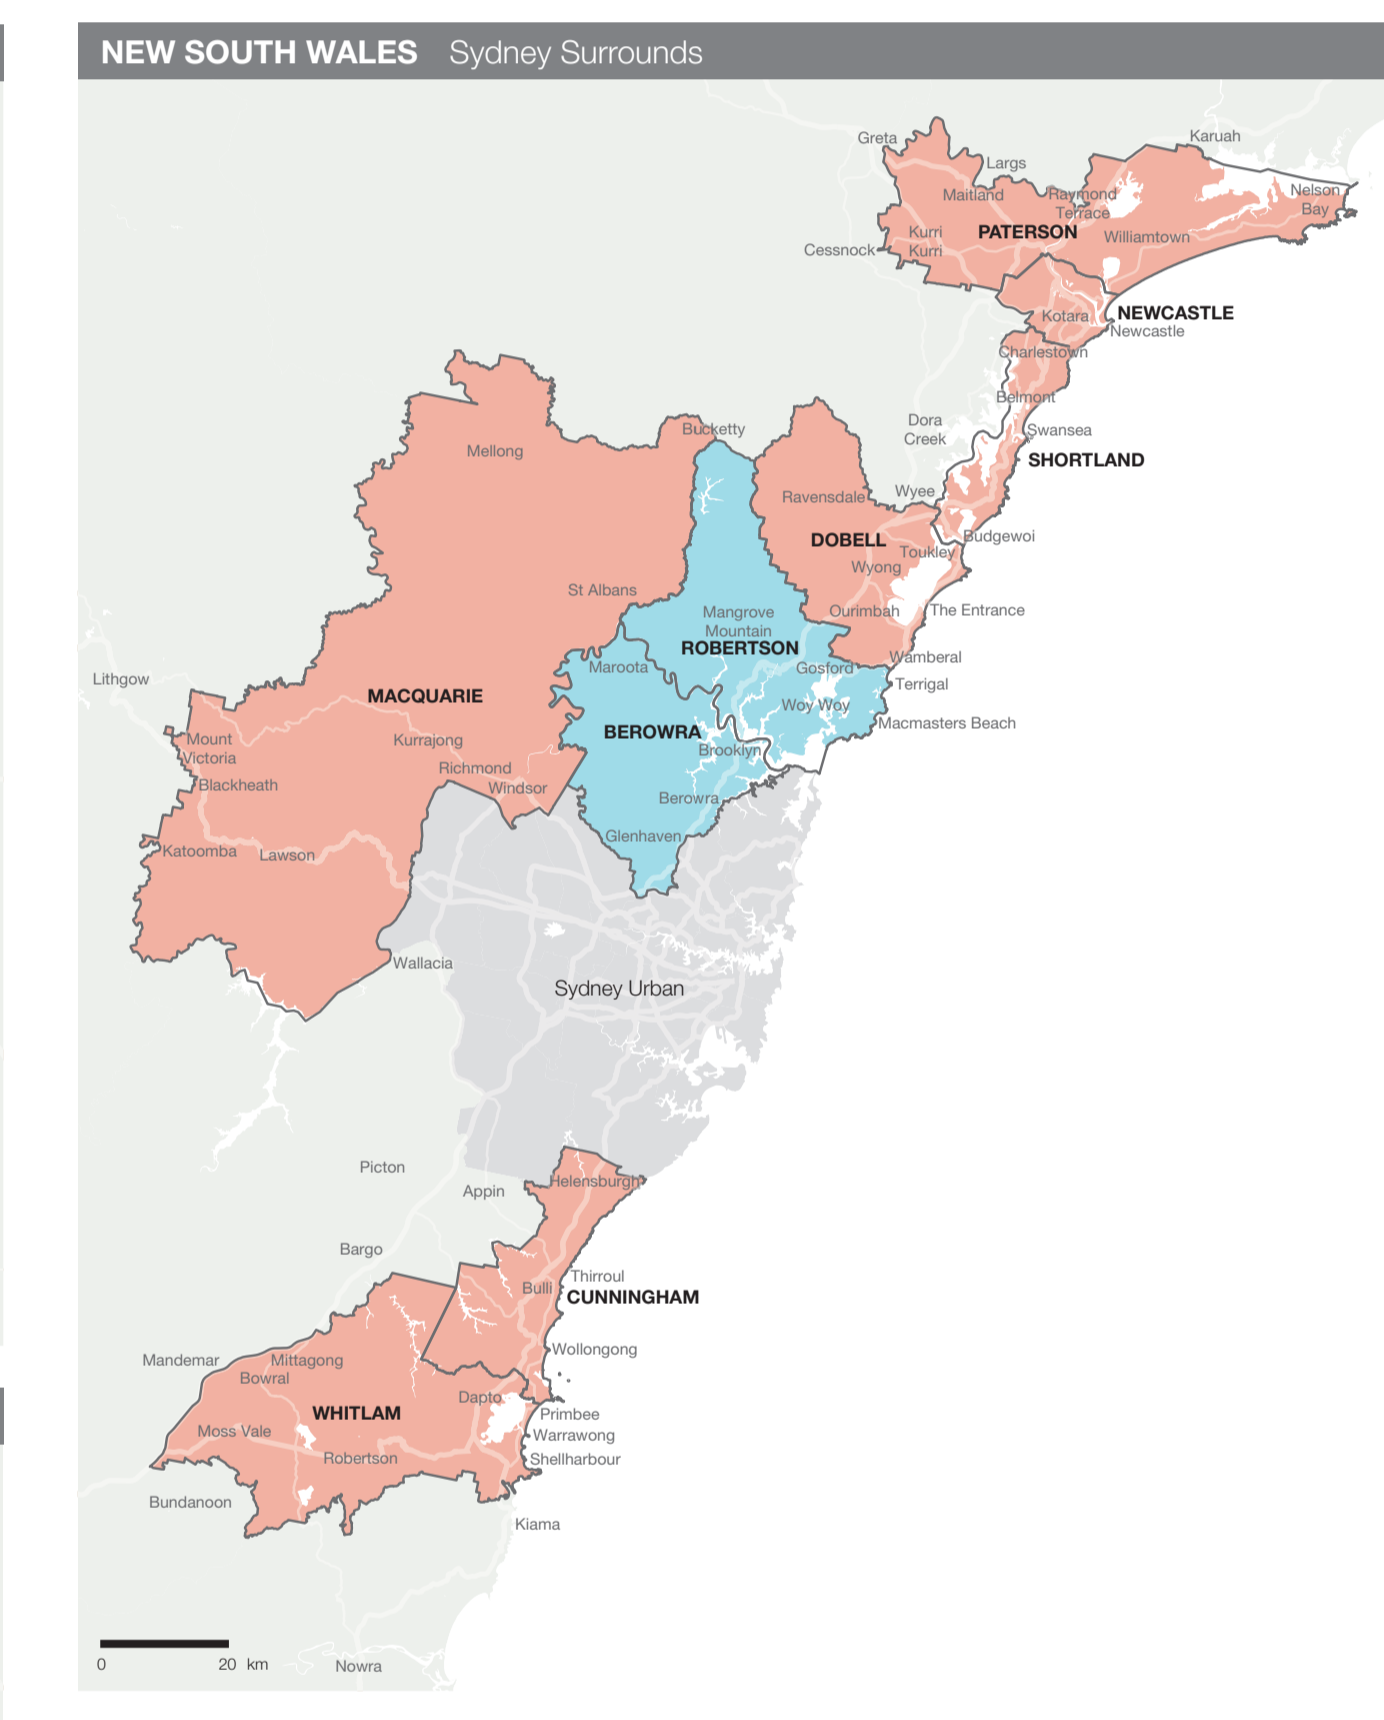 NEW SOUTH WALES Sydney Surrounds
Greta
Karuah
Largs
Maitland
Raymond
Terrace
Nelson
Bay
Kurri
Kurri
PATERSON
Williamtown
Cessnock
Kotara
NEWCASTLE
Newcastle
Charlestown
Belmont
Dora
Creek
Swansea
SHORTLAND
Bucketty
Mellong
Ravensdale
Wyee
DOBELL
Budgewoi
Toukley
Wyong
St Albans
Mangrove
Mountain
Ourimbah
The Entrance
ROBERTSON
Maroota
Gosford
Wamberal
Terrigal
Lithgow
MACQUARIE
Woy Woy
Macmasters Beach
BEROWRA
Brooklyn
Mount
Victoria
Kurrajong
Richmond
Blackheath
Windsor
Berowra
Glenhaven
Katoomba
Lawson
Wallacia
Sydney Urban
Picton
Appin
Helensburgh
Bargo
Thirroul
Bulli
CUNNINGHAM
Wollongong
Mandemar
Mittagong
Bowral
Dapto
WHITLAM
Primbee
Moss Vale
Warrawong
Robertson
Shellharbour
Bundanoon
Kiama
0 20 km
Nowra